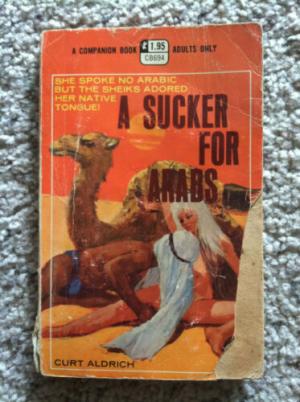 A COMPANION BOOK $1.95 ADULTS ONLY
CB694
SHE SPOKE NO ARABIC
BUT THE SHEIKS ADORED
HER NATIVE
TONGUE!
A SUCKER
FOR
ARABS
CURT ALDRICH